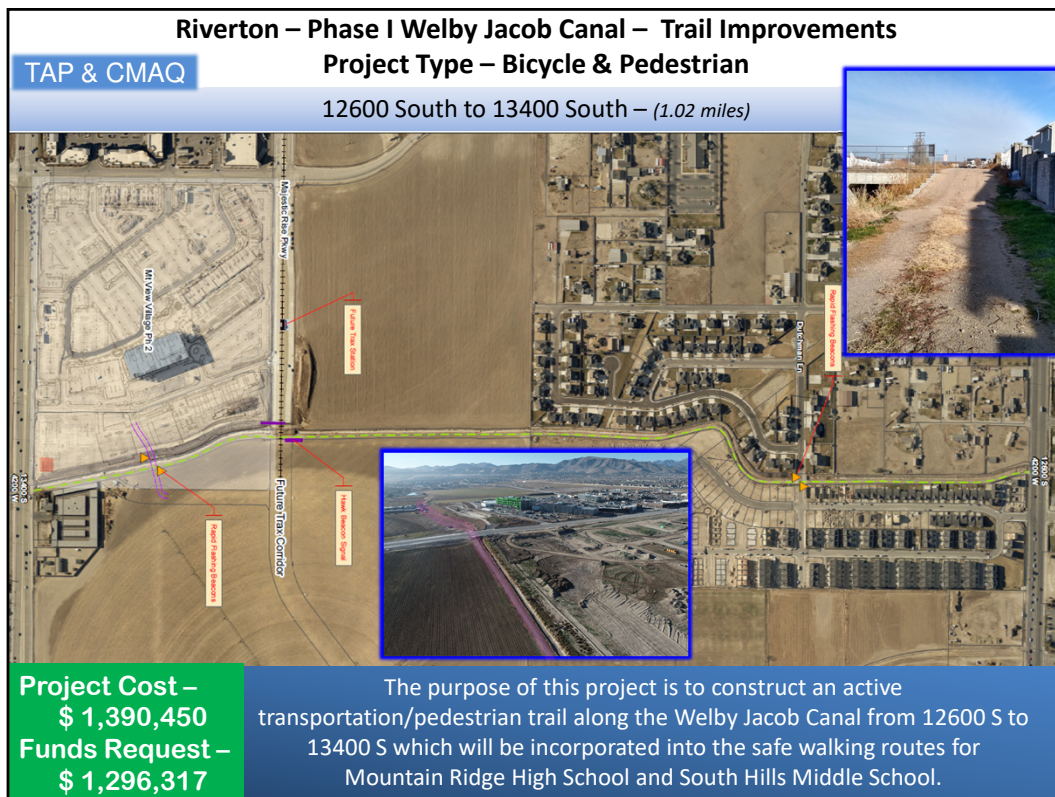 Riverton – Phase I Welby Jacob Canal – Trail Improvements
Project Type – Bicycle & Pedestrian
TAP & CMAQ
12600 South to 13400 South – (1.02 miles)
Majestic Rise Pkwy
Mt View Village Ph 2
Future Trax Station
Dutchman Ln
Rapid Flashing Beacons
13400 S
4200 W
Rapid Flashing Beacons
Future Trax Corridor
Hawk Beacon Signal
12600 S
4200 W
Project Cost –
$ 1,390,450
Funds Request –
$ 1,296,317
The purpose of this project is to construct an active
transportation/pedestrian trail along the Welby Jacob Canal from 12600 S to
13400 S which will be incorporated into the safe walking routes for
Mountain Ridge High School and South Hills Middle School.